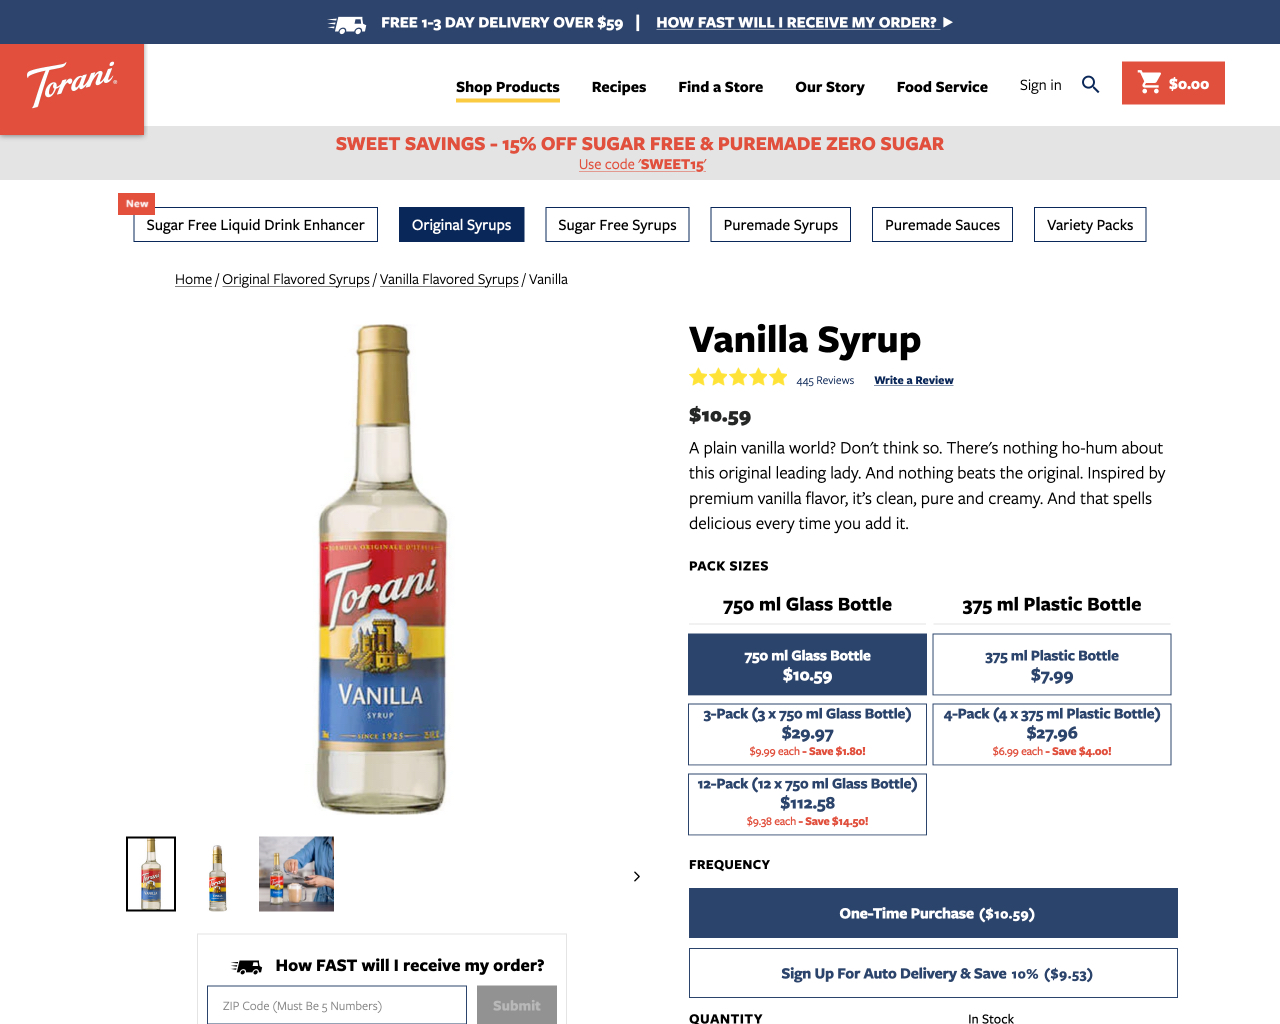 FREE 1-3 DAY DELIVERY OVER $59 | HOW FAST WILL I RECEIVE MY ORDER?
Torani
Shop Products
Recipes
Find a Store
Our Story
Food Service
Sign in
$0.00
SWEET SAVINGS - 15% OFF SUGAR FREE & PUREMADE ZERO SUGAR
Use code 'SWEET15'
New
Sugar Free Liquid Drink Enhancer
Original Syrups
Sugar Free Syrups
Puremade Syrups
Puremade Sauces
Variety Packs
Home / Original Flavored Syrups / Vanilla Flavored Syrups / Vanilla
FORMULA ORIGINALE D'ITALIA
Torani
VANILLA
SYRUP
SINCE 1925
Vanilla Syrup
445 Reviews
Write a Review
$10.59
A plain vanilla world? Don't think so. There's nothing ho-hum about
this original leading lady. And nothing beats the original. Inspired by
premium vanilla flavor, it's clean, pure and creamy. And that spells
delicious every time you add it.
PACK SIZES
750 ml Glass Bottle
375 ml Plastic Bottle
750 ml Glass Bottle
$10.59
375 ml Plastic Bottle
$7.99
3-Pack (3 x 750 ml Glass Bottle)
$29.97
$9.99 each - Save $1.80!
4-Pack (4 x 375 ml Plastic Bottle)
$27.96
$6.99 each - Save $4.00!
12-Pack (12 x 750 ml Glass Bottle)
$112.58
$9.38 each - Save $14.50!
FREQUENCY
One-Time Purchase ($10.59)
Sign Up For Auto Delivery & Save 10% ($9.53)
QUANTITY
In Stock
How FAST will I receive my order?
ZIP Code (Must Be 5 Numbers)
Submit